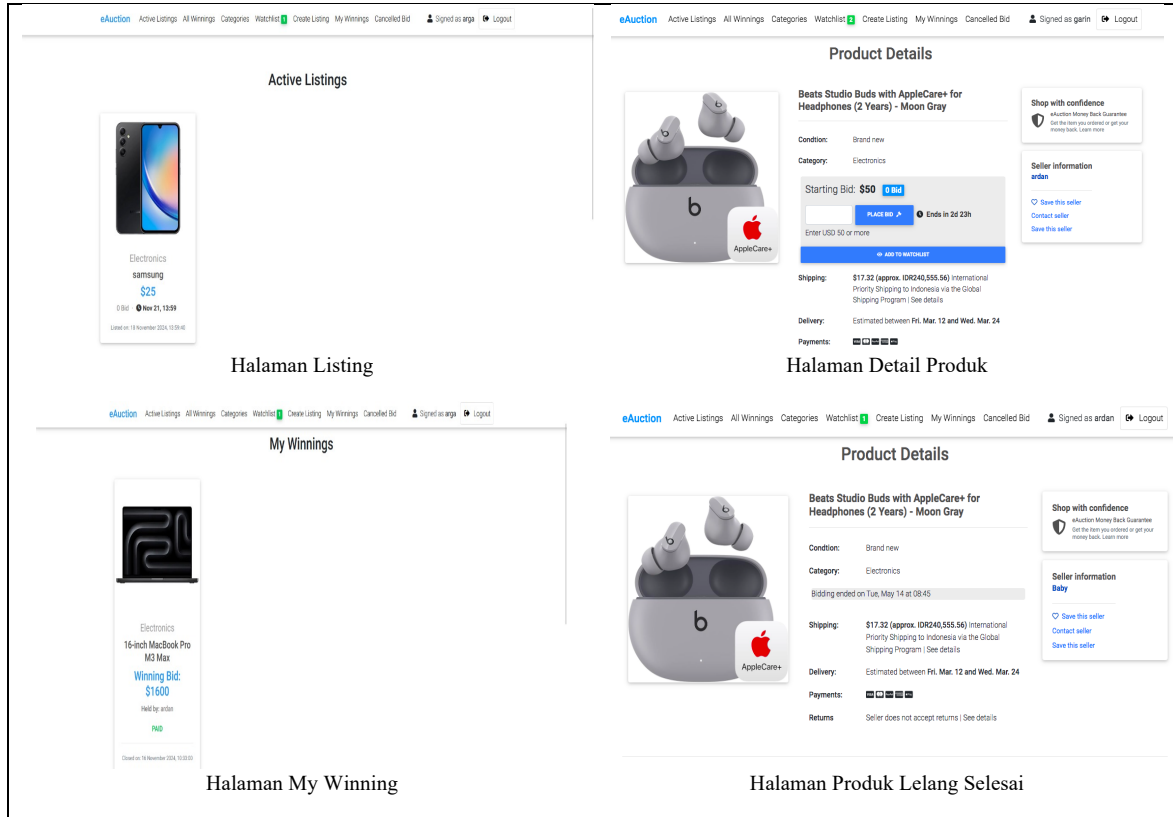 eAuction Active Listings All Winnings Categories Watchlist 1 Create Listing My Winnings Cancelled Bid Signed as arga Logout
Active Listings
Electronics
samsung
$25
0 Bid Nov 21, 13:59
Listed on: 19 November 2024, 13:59:40
Halaman Listing
eAuction Active Listings All Winnings Categories Watchlist 2 Create Listing My Winnings Cancelled Bid Signed as garin Logout
Product Details
Beats Studio Buds with AppleCare+ for
Headphones (2 Years) - Moon Gray
Condtion: Brand new
Category: Electronics
Starting Bid: $50 0 Bid
PLACE BID Ends in 2d 23h
Enter USD 50 or more
ADD TO WATCHLIST
Shipping: $17.32 (approx. IDR240,555.56) International
Priority Shipping to Indonesia via the Global
Shipping Program | See details
Delivery: Estimated between Fri. Mar. 12 and Wed. Mar. 24
Payments:
AppleCare+
Shop with confidence
eAuction Money Back Guarantee
Get the item you ordered or get your
money back. Learn more
Seller information
ardan
Save this seller
Contact seller
Save this seller
Halaman Detail Produk
eAuction Active Listings All Winnings Categories Watchlist 1 Create Listing My Winnings Cancelled Bid Signed as arga Logout
My Winnings
Electronics
16-inch MacBook Pro
M3 Max
Winning Bid:
$1600
Held by: ardan
PAID
Closed on: 16 November 2024, 10:33:50
Halaman My Winning
eAuction Active Listings All Winnings Categories Watchlist 1 Create Listing My Winnings Cancelled Bid Signed as ardan Logout
Product Details
Beats Studio Buds with AppleCare+ for
Headphones (2 Years) - Moon Gray
Condtion: Brand new
Category: Electronics
Bidding ended on Tue, May 14 at 08:45
Shipping: $17.32 (approx. IDR240,555.56) International
Priority Shipping to Indonesia via the Global
Shipping Program | See details
Delivery: Estimated between Fri. Mar. 12 and Wed. Mar. 24
Payments:
Returns Seller does not accept returns | See details
AppleCare+
Shop with confidence
eAuction Money Back Guarantee
Get the item you ordered or get your
money back. Learn more
Seller information
Baby
Save this seller
Contact seller
Save this seller
Halaman Produk Lelang Selesai